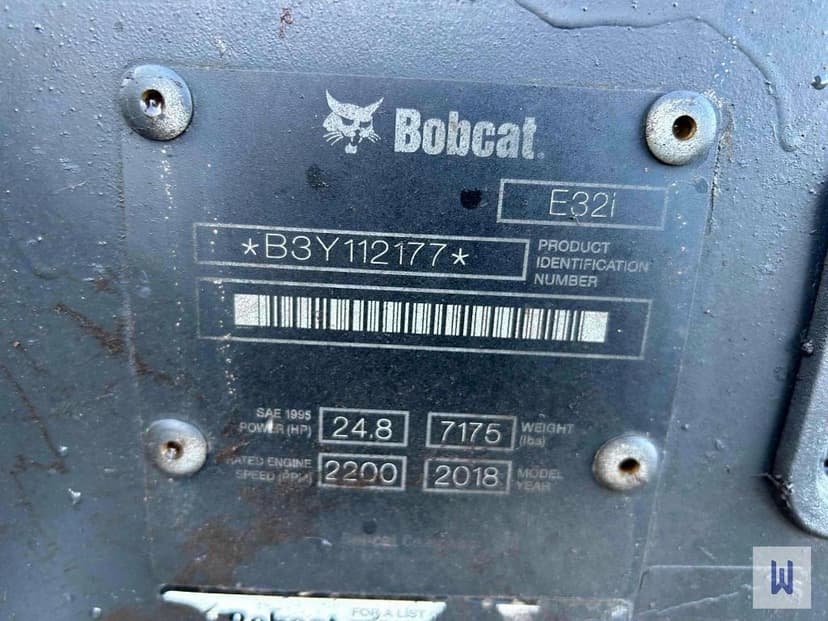 Bobcat
E32i
*B3Y112177*
PRODUCT
IDENTIFICATION
NUMBER
SAE 1995
POWER (HP)
24.8
7175
WEIGHT
(lbs)
RATED ENGINE
SPEED (RPM)
2200
2018
MODEL
YEAR
Bobcat
FOR A LIST
W